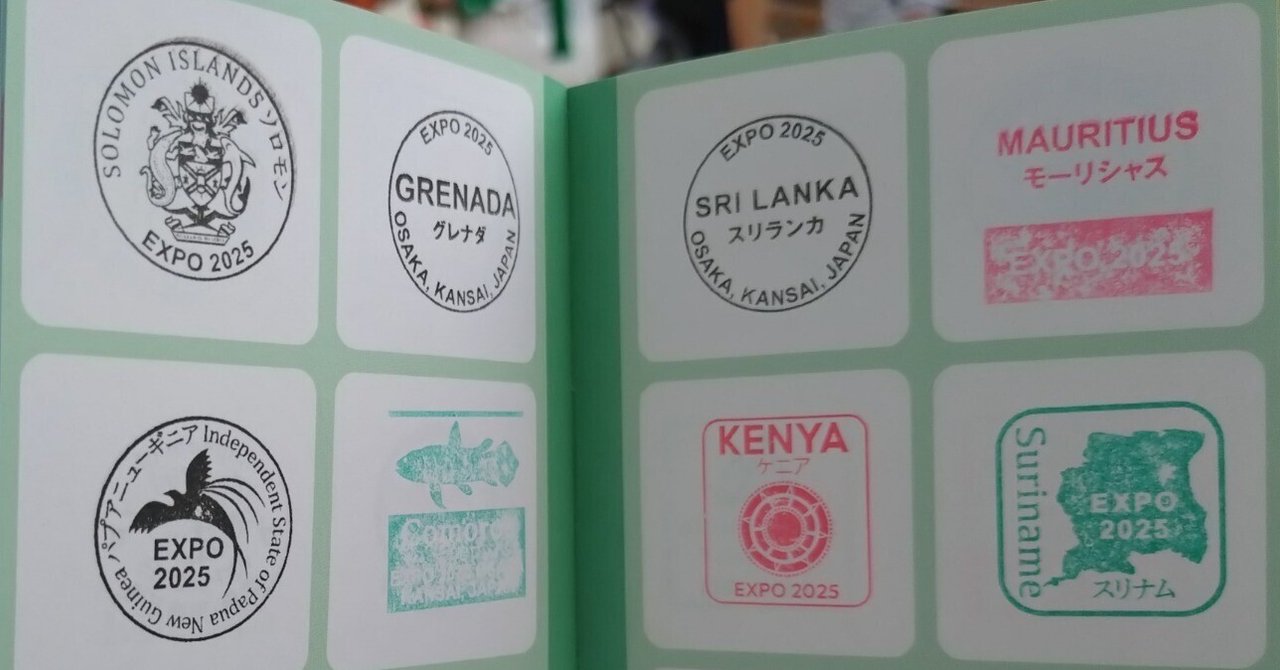 SOLOMON ISLANDS ソロモン
EXPO 2025
EXPO 2025
GRENADA
グレナダ
OSAKA, KANSAI, JAPAN
EXPO 2025
SRI LANKA
スリランカ
OSAKA, KANSAI, JAPAN
MAURITIUS
モーリシャス
EXPO 2025
パプアニューギニア Independent State of Papua New Guinea
EXPO
2025
Comoros
KANSAI JAPAN
KENYA
ケニア
EXPO 2025
Suriname
EXPO
2025
スリナム